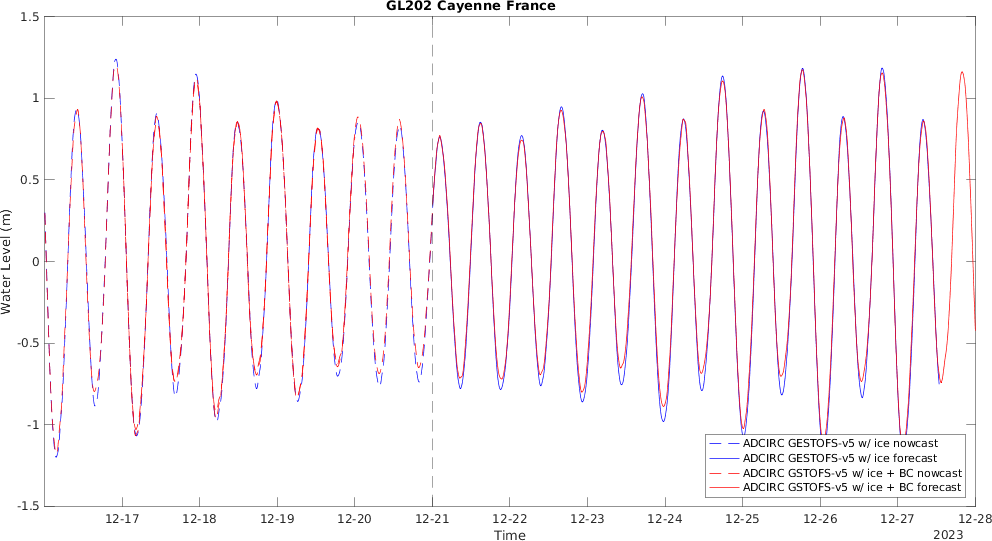 GL202 Cayenne France
1.5
1
0.5
0
-0.5
-1
-1.5
Water Level (m)
12-17 12-18 12-19 12-20 12-21 12-22 12-23 12-24 12-25 12-26 12-27 12-28
Time
2023
ADCIRC GESTOFS-v5 w/ ice nowcast
ADCIRC GESTOFS-v5 w/ ice forecast
ADCIRC GSTOFS-v5 w/ ice + BC nowcast
ADCIRC GSTOFS-v5 w/ ice + BC forecast